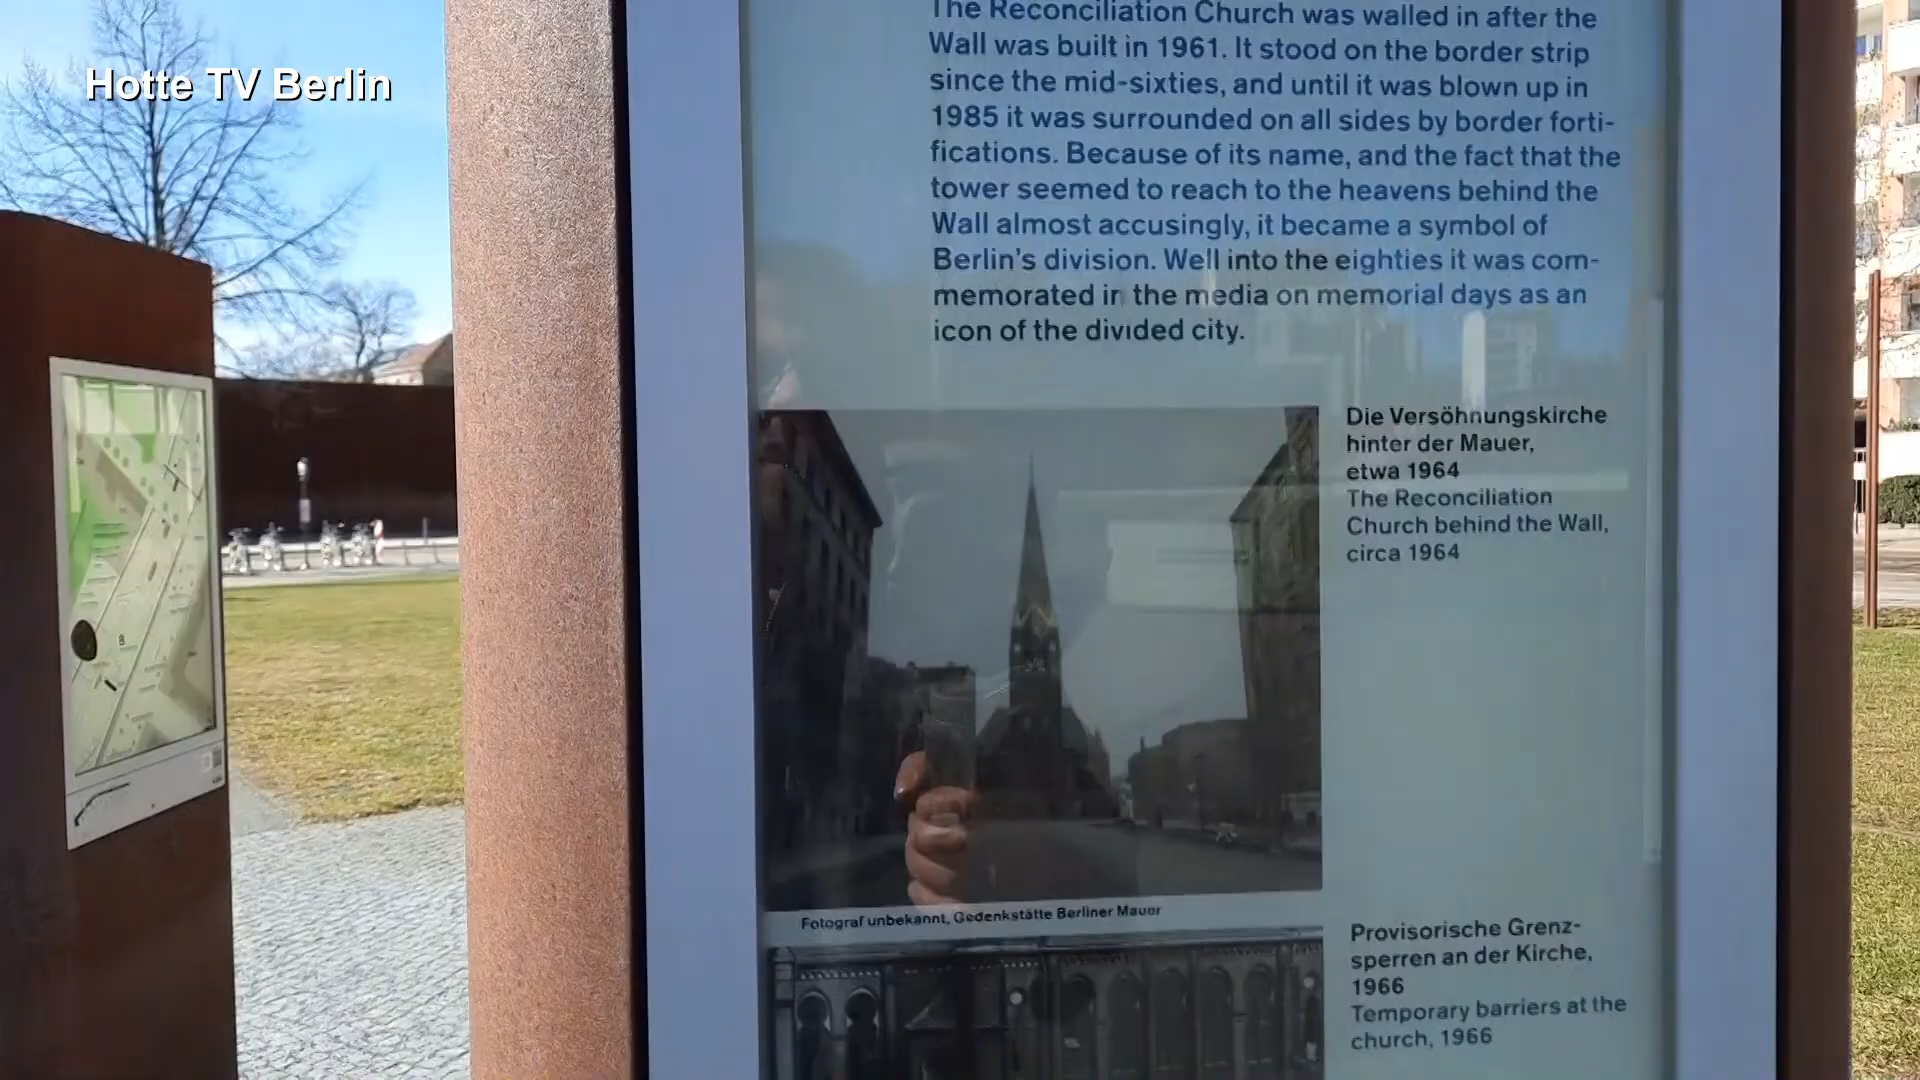 Hotte TV Berlin
The Reconciliation Church was walled in after the
Wall was built in 1961. It stood on the border strip
since the mid-sixties, and until it was blown up in
1985 it was surrounded on all sides by border forti-
fications. Because of its name, and the fact that the
tower seemed to reach to the heavens behind the
Wall almost accusingly, it became a symbol of
Berlin's division. Well into the eighties it was com-
memorated in the media on memorial days as an
icon of the divided city.
Die Versöhnungskirche
hinter der Mauer,
etwa 1964
The Reconciliation
Church behind the Wall,
circa 1964
Fotograf unbekannt, Gedenkstätte Berliner Mauer
Provisorische Grenz-
sperren an der Kirche,
1966
Temporary barriers at the
church, 1966